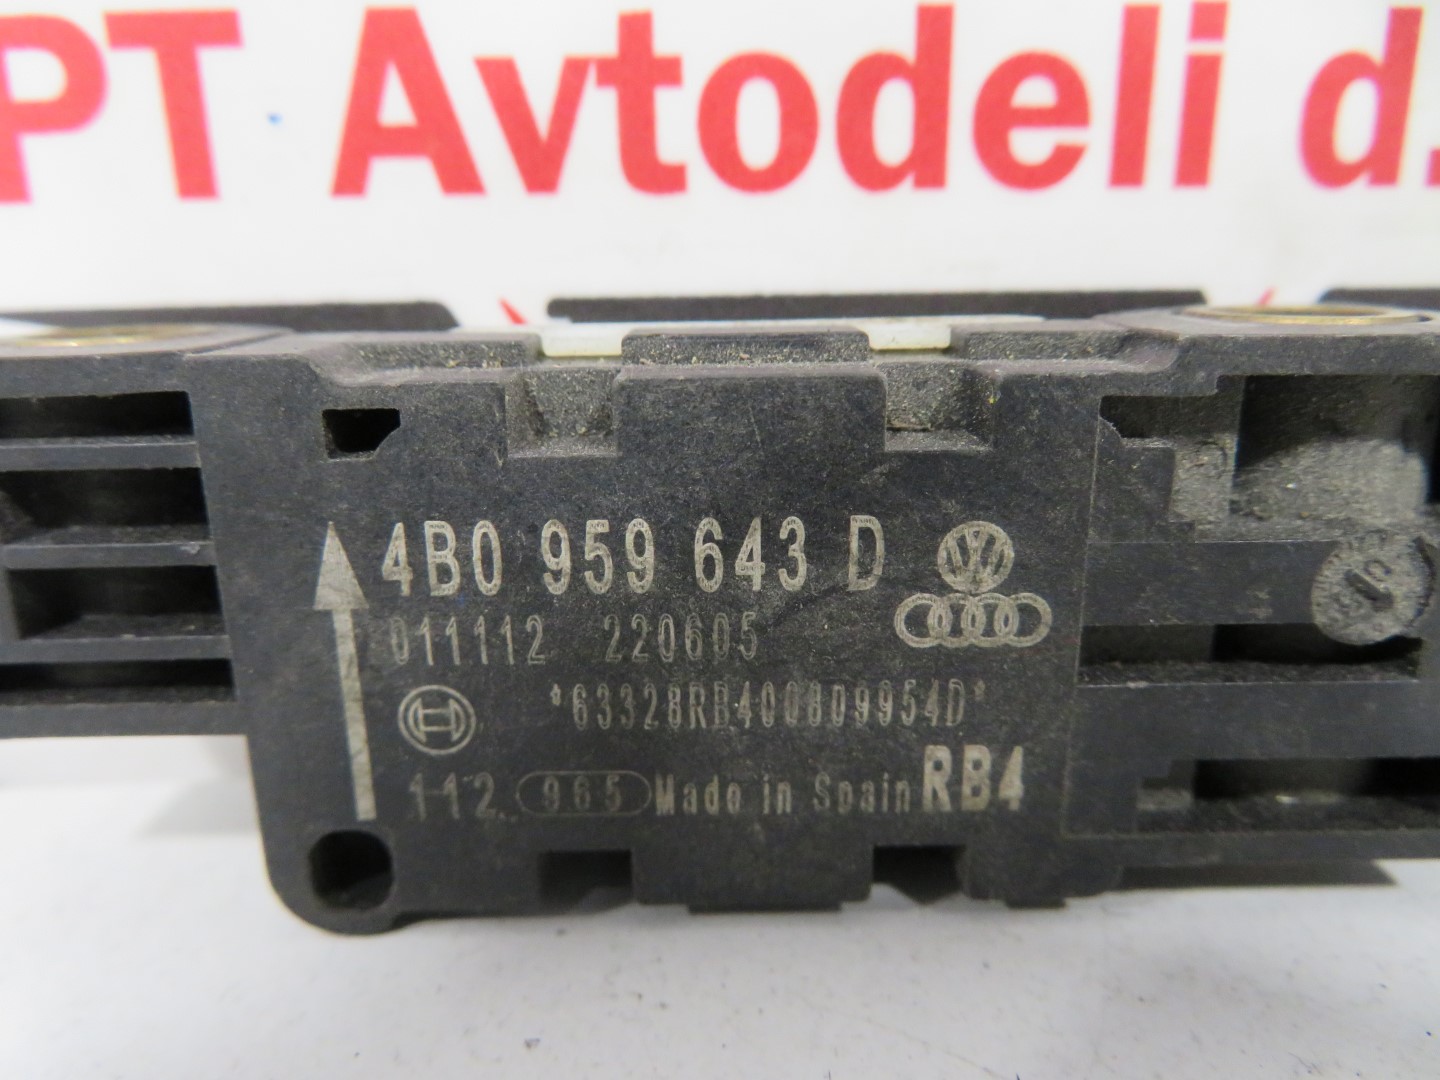 PT Avtodeli d.
4B0 959 643 D
011112 220605
*63328RB400809954D*
112 965 Made in Spain RB4